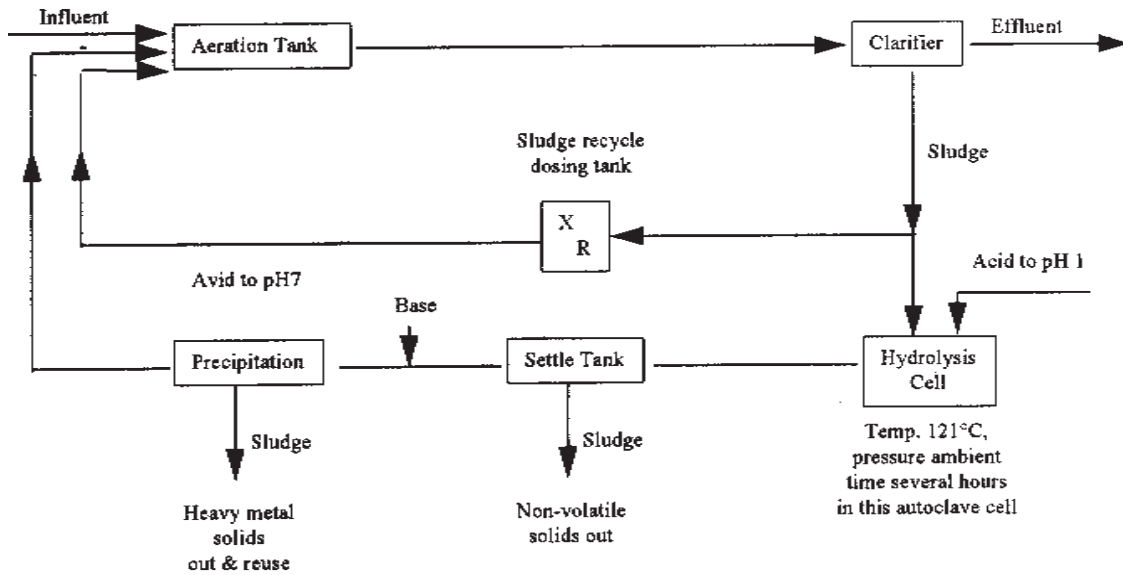 Influent
Aeration Tank
Clarifier
Effluent
Sludge recycle
dosing tank
Sludge
X
R
Avid to pH7
Acid to pH 1
Base
Precipitation
Settle Tank
Hydrolysis
Cell
Sludge
Sludge
Temp. 121°C,
pressure ambient
time several hours
in this autoclave cell
Heavy metal
solids
out & reuse
Non-volatile
solids out